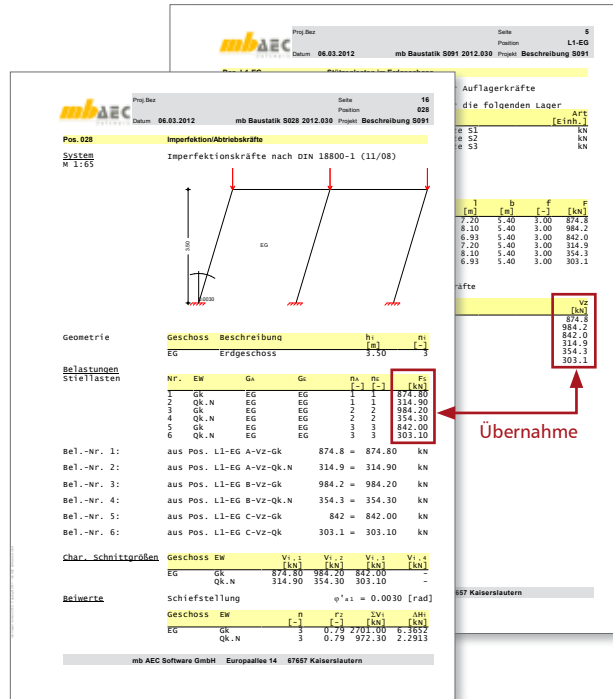 Proj.Bez Seite 5
mb AEC Position L1-EG
Datum 06.03.2012 mb Baustatik S091 2012.030 Projekt Beschreibung S091
Auflagerkräfte
die folgenden Lager
Art
[Einh.]
e S1 kN
e S2 kN
e S3 kN
l b f F
[m] [m] [-] [kN]
7.20 5.40 3.00 874.8
8.10 5.40 3.00 984.2
6.93 5.40 3.00 842.0
7.20 5.40 3.00 314.9
8.10 5.40 3.00 354.3
6.93 5.40 3.00 303.1
räfte
Vz
[kN]
874.8
984.2
842.0
314.9
354.3
303.1
Übernahme
7657 Kaiserslautern
Proj.Bez Seite 16
mb AEC Position 028
Datum 06.03.2012 mb Baustatik S028 2012.030 Projekt Beschreibung S091
Pos. 028 Imperfektion/Abtriebskräfte
System Imperfektionskräfte nach DIN 18800-1 (11/08)
M 1:65
3.50
EG
0.0030
Geometrie Geschoss Beschreibung hi ni
[m] [-]
EG Erdgeschoss 3.50 3
Belastungen
Stiellasten Nr. EW GA GE nA nE FS
[-] [-] [kN]
1 Gk EG EG 1 1 874.80
2 Qk.N EG EG 1 1 314.90
3 Gk EG EG 2 2 984.20
4 Qk.N EG EG 2 2 354.30
5 Gk EG EG 3 3 842.00
6 Qk.N EG EG 3 3 303.10
Bel.-Nr. 1: aus Pos. L1-EG A-Vz-Gk 874.8 = 874.80 kN
Bel.-Nr. 2: aus Pos. L1-EG A-Vz-Qk.N 314.9 = 314.90 kN
Bel.-Nr. 3: aus Pos. L1-EG B-Vz-Gk 984.2 = 984.20 kN
Bel.-Nr. 4: aus Pos. L1-EG B-Vz-Qk.N 354.3 = 354.30 kN
Bel.-Nr. 5: aus Pos. L1-EG C-Vz-Gk 842 = 842.00 kN
Bel.-Nr. 6: aus Pos. L1-EG C-Vz-Qk 303.1 = 303.10 kN
Char. Schnittgrößen Geschoss EW Vi,1 Vi,2 Vi,3 Vi,4
[kN] [kN] [kN] [kN]
EG Gk 874.80 984.20 842.00 -
Qk.N 314.90 354.30 303.10 -
Beiwerte Schiefstellung φ'a1 = 0.0030 [rad]
Geschoss EW n r2 ΣVi ΔHi
[-] [-] [kN] [kN]
EG Gk 3 0.79 2701.00 6.3652
Qk.N 3 0.79 972.30 2.2913
mb AEC Software GmbH Europaallee 14 67657 Kaiserslautern